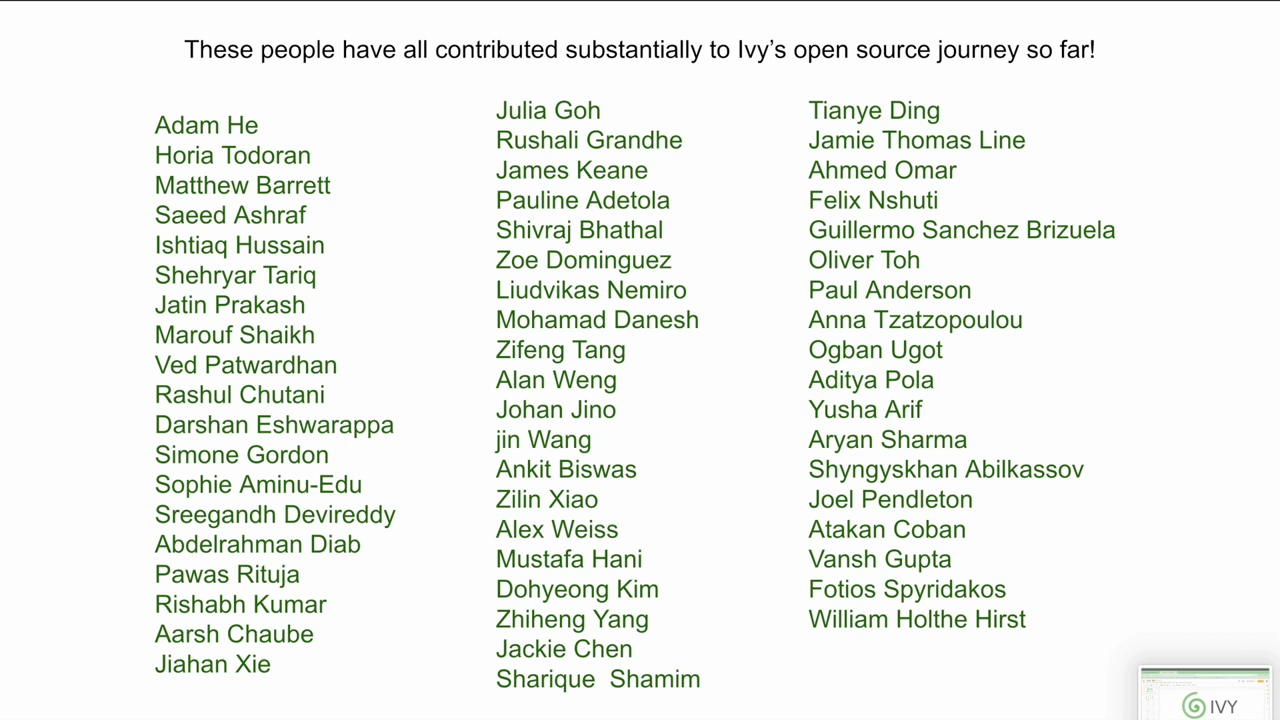 These people have all contributed substantially to Ivy's open source journey so far!
Adam He
Horia Todoran
Matthew Barrett
Saeed Ashraf
Ishtiaq Hussain
Shehryar Tariq
Jatin Prakash
Marouf Shaikh
Ved Patwardhan
Rashul Chutani
Darshan Eshwarappa
Simone Gordon
Sophie Aminu-Edu
Sreegandh Devireddy
Abdelrahman Diab
Pawas Rituja
Rishabh Kumar
Aarsh Chaube
Jiahan Xie
Julia Goh
Rushali Grandhe
James Keane
Pauline Adetola
Shivraj Bhathal
Zoe Dominguez
Liudvikas Nemiro
Mohamad Danesh
Zifeng Tang
Alan Weng
Johan Jino
jin Wang
Ankit Biswas
Zilin Xiao
Alex Weiss
Mustafa Hani
Dohyeong Kim
Zhiheng Yang
Jackie Chen
Sharique  Shamim
Tianye Ding
Jamie Thomas Line
Ahmed Omar
Felix Nshuti
Guillermo Sanchez Brizuela
Oliver Toh
Paul Anderson
Anna Tzatzopoulou
Ogban Ugot
Aditya Pola
Yusha Arif
Aryan Sharma
Shyngyskhan Abilkassov
Joel Pendleton
Atakan Coban
Vansh Gupta
Fotios Spyridakos
William Holthe Hirst
IVY